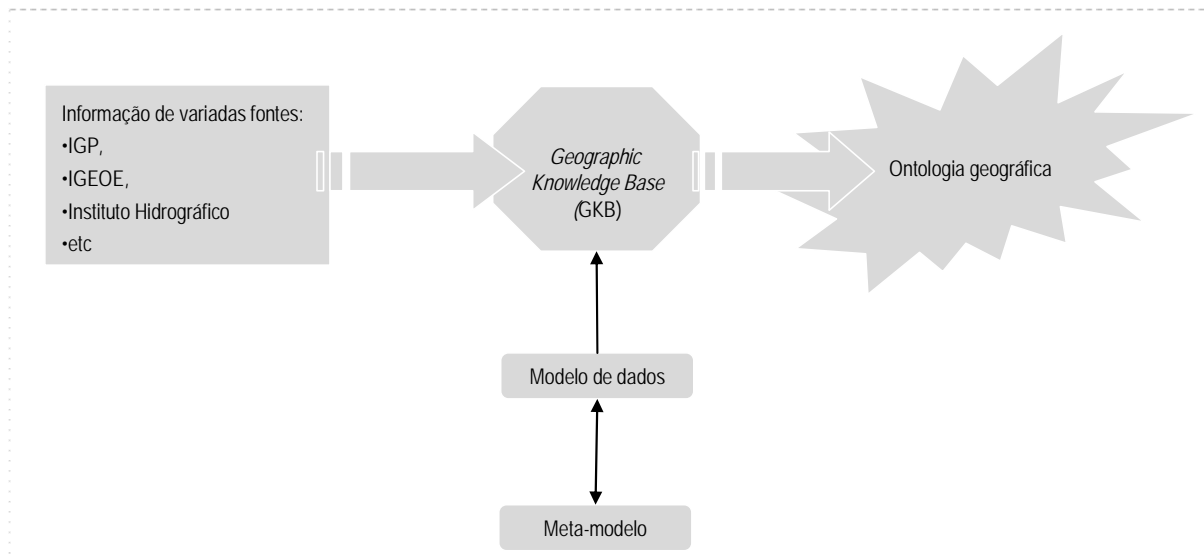 Informação de variadas fontes:
•IGP,
•IGEOE,
•Instituto Hidrográfico
•etc
Geographic
Knowledge Base
(GKB)
Ontologia geográfica
Modelo de dados
Meta-modelo